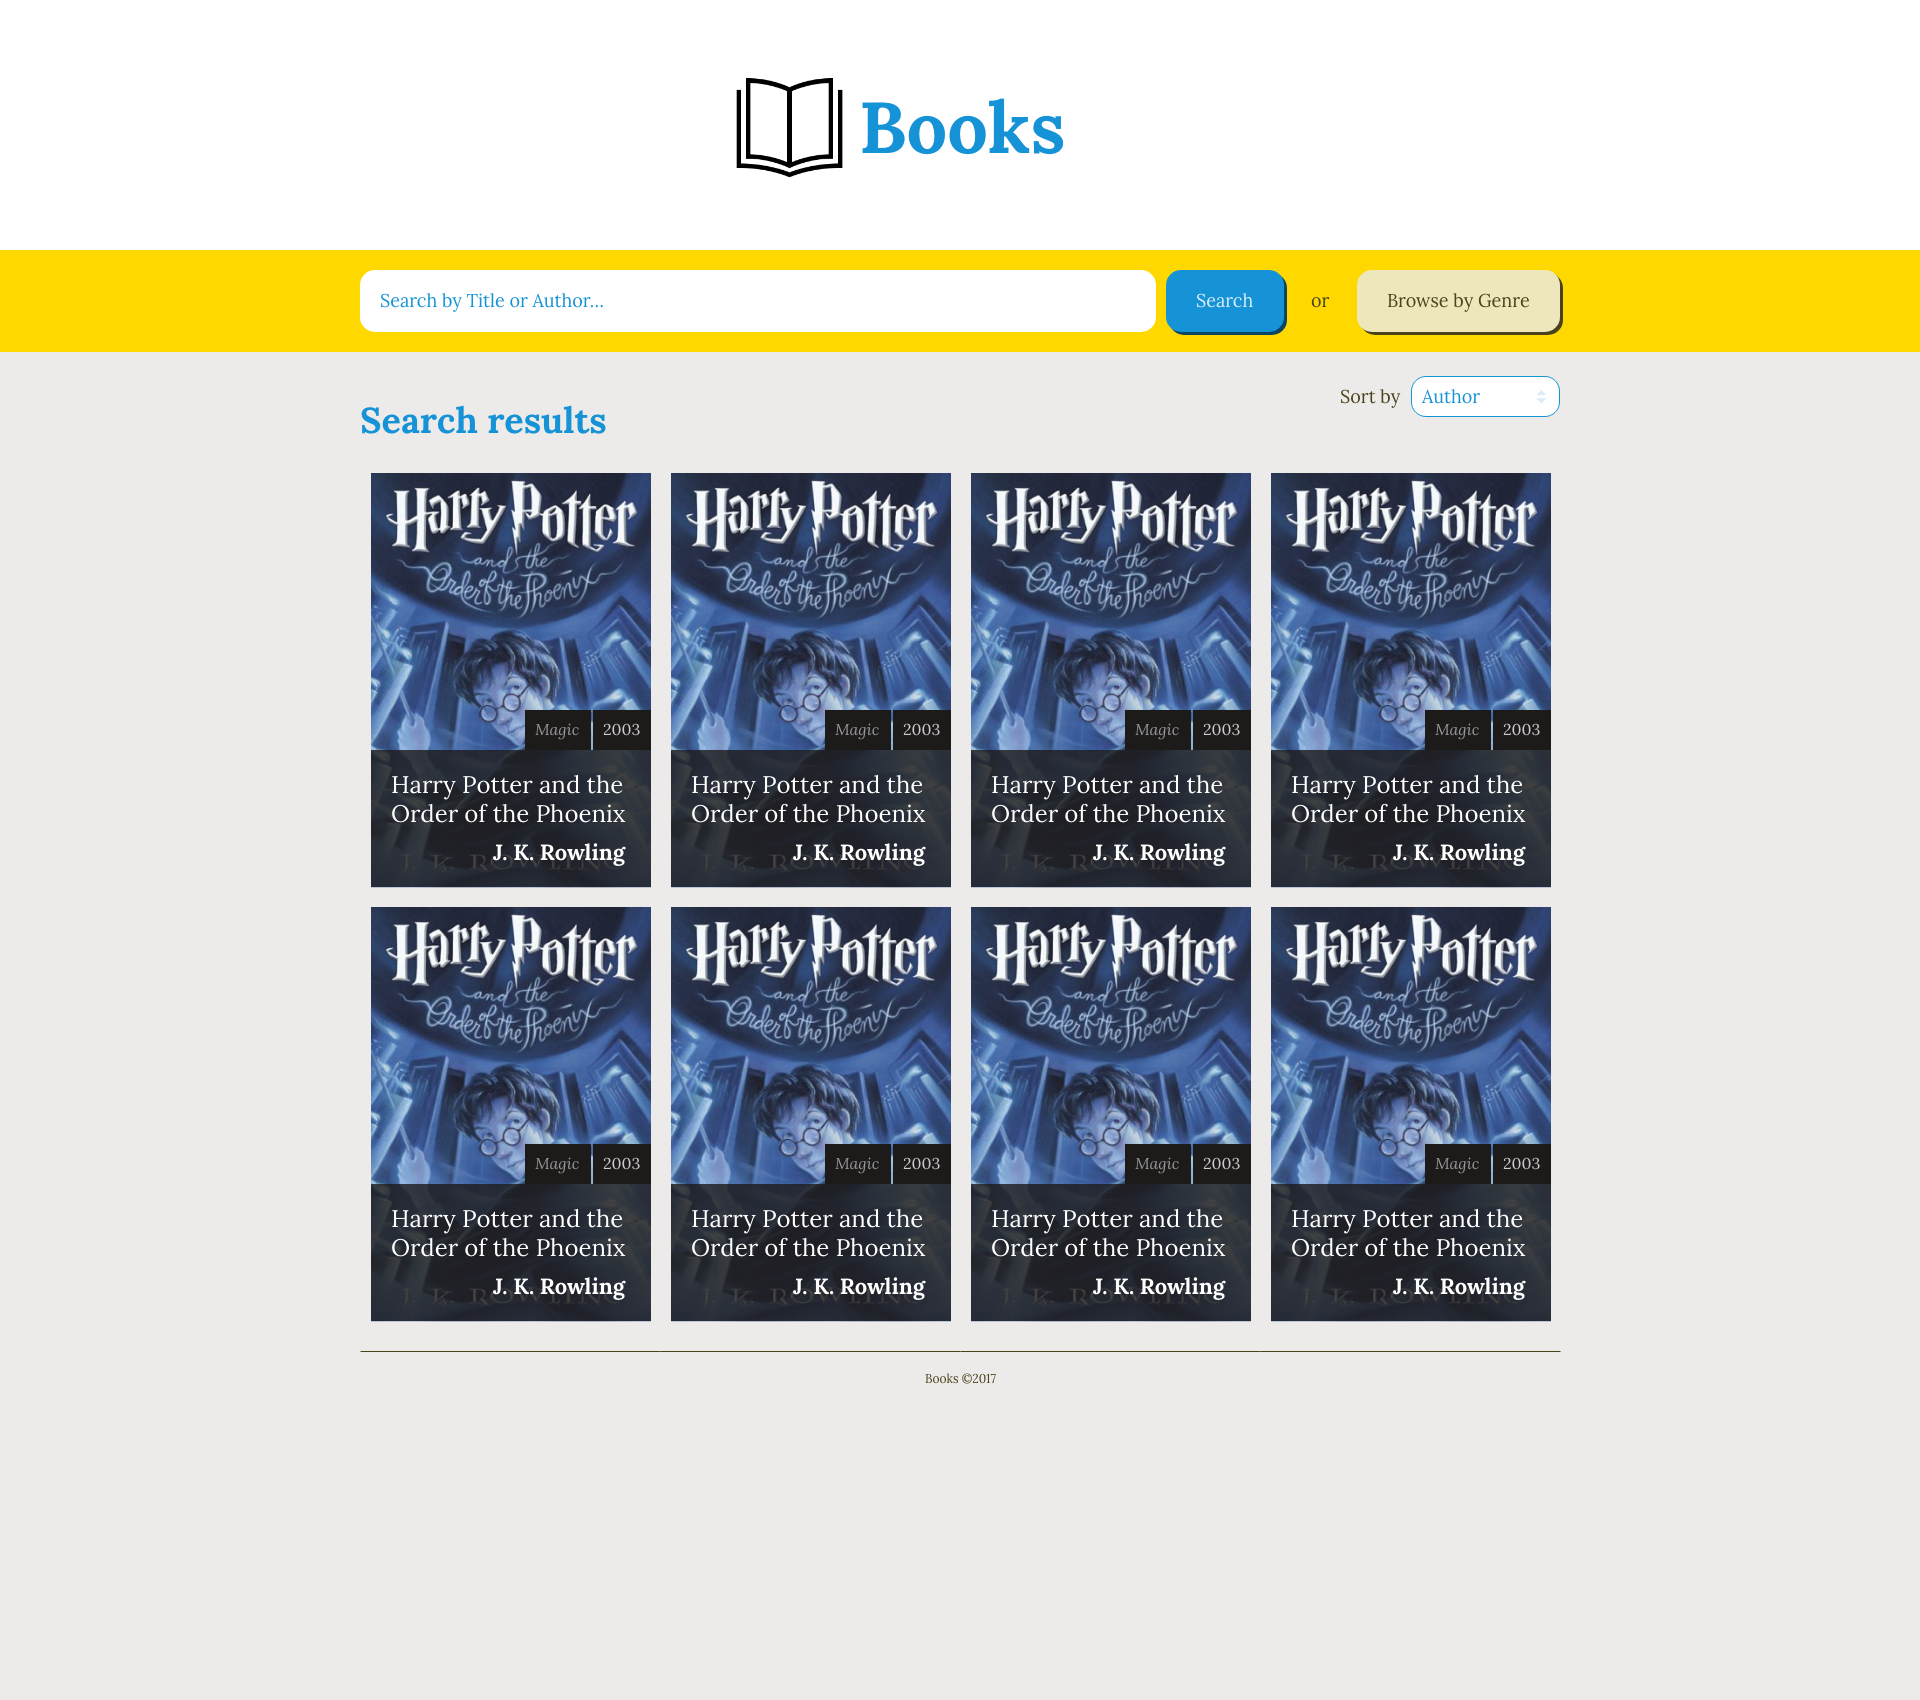 Books
Search by Title or Author...
Search
or
Browse by Genre
Sort by
Author
Search results
Harry Potter
and the
Order of the Phoenix
Magic
2003
Harry Potter and the
Order of the Phoenix
J. K. Rowling
Harry Potter
and the
Order of the Phoenix
Magic
2003
Harry Potter and the
Order of the Phoenix
J. K. Rowling
Harry Potter
and the
Order of the Phoenix
Magic
2003
Harry Potter and the
Order of the Phoenix
J. K. Rowling
Harry Potter
and the
Order of the Phoenix
Magic
2003
Harry Potter and the
Order of the Phoenix
J. K. Rowling
Harry Potter
and the
Order of the Phoenix
Magic
2003
Harry Potter and the
Order of the Phoenix
J. K. Rowling
Harry Potter
and the
Order of the Phoenix
Magic
2003
Harry Potter and the
Order of the Phoenix
J. K. Rowling
Harry Potter
and the
Order of the Phoenix
Magic
2003
Harry Potter and the
Order of the Phoenix
J. K. Rowling
Harry Potter
and the
Order of the Phoenix
Magic
2003
Harry Potter and the
Order of the Phoenix
J. K. Rowling
Books ©2017